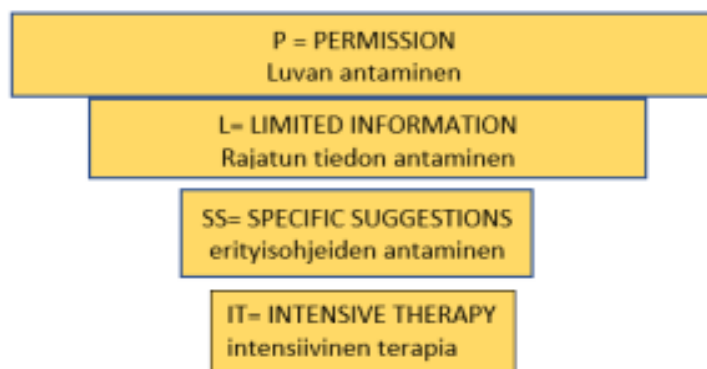 P = PERMISSION
Luvan antaminen
L= LIMITED INFORMATION
Rajatun tiedon antaminen
SS= SPECIFIC SUGGESTIONS
erityisohjeiden antaminen
IT= INTENSIVE THERAPY
intensiivinen terapia